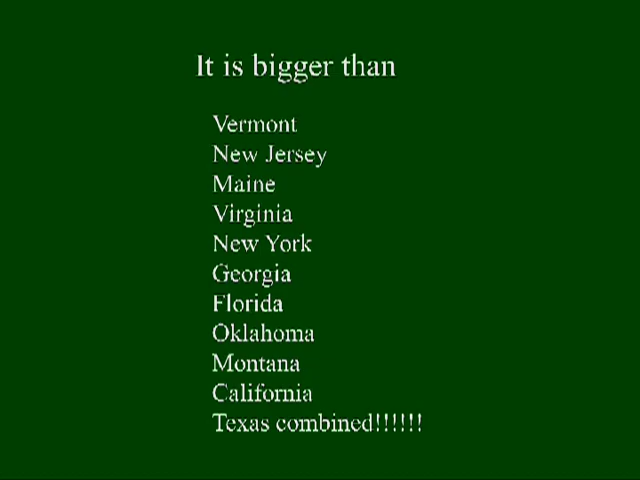 It is bigger than
Vermont
New Jersey
Maine
Virginia
New York
Georgia
Florida
Oklahoma
Montana
California
Texas combined!!!!!!